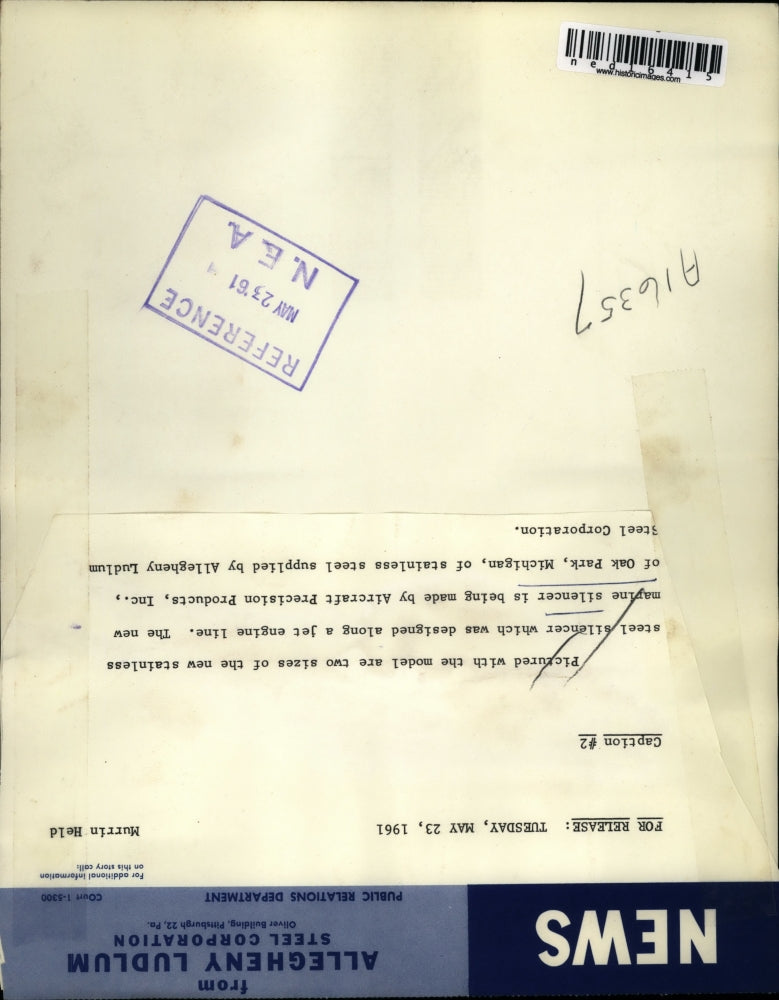 NEWS
from
ALLEGHENY LUDLUM
STEEL CORPORATION
Oliver Building, Pittsburgh 22, Pa.
PUBLIC RELATIONS DEPARTMENT
COurt 1-5300
For additional information
on this story call:
FOR RELEASE: TUESDAY, MAY 23, 1961
Murrin Held
Caption #2
Pictured with the model are two sizes of the new stainless
steel silencer which was designed along a jet engine line. The new
marine silencer is being made by Aircraft Precision Products, Inc.,
of Oak Park, Michigan, of stainless steel supplied by Allegheny Ludlum
Steel Corporation.
REFERENCE
MAY 23 '61
N. E. A.
A16357
ned16415
www.historicimages.com